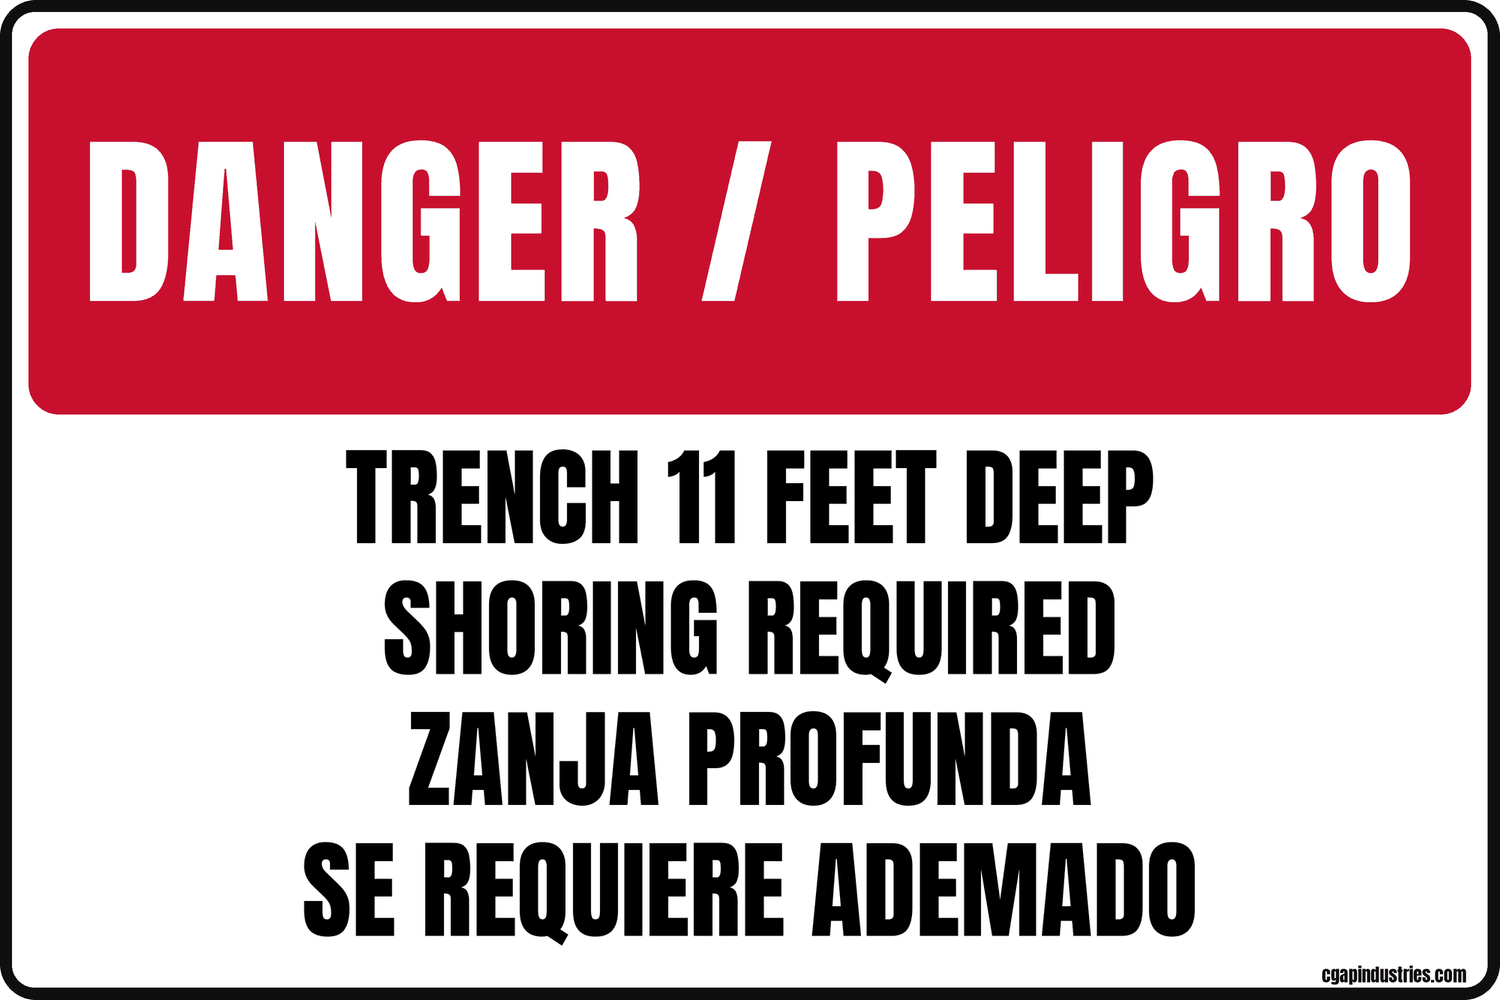 DANGER / PELIGRO
TRENCH 11 FEET DEEP
SHORING REQUIRED
ZANJA PROFUNDA
SE REQUIERE ADEMADO
cgapindustries.com